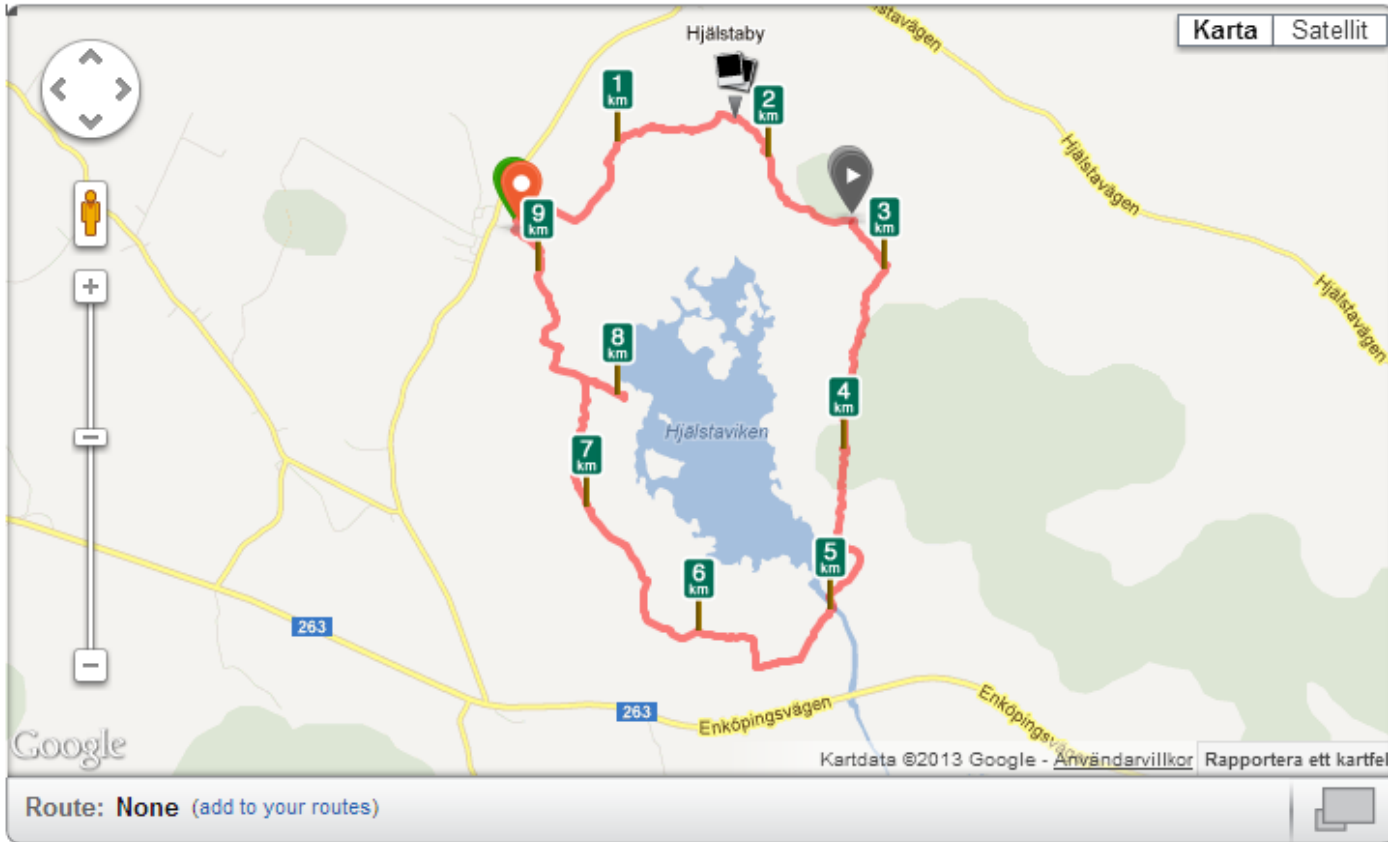 Hjälstaby
Hjälstavägen
Karta
Satellit
1
km
2
km
3
km
9
km
Hjälstavägen
Hjälstavägen
8
km
4
km
Hjälstaviken
7
km
5
km
6
km
263
263
Enköpingsvägen
Enköpingsvägen
Google
Kartdata ©2013 Google - Användarvillkor
Rapportera ett kartfel
Route: None (add to your routes)